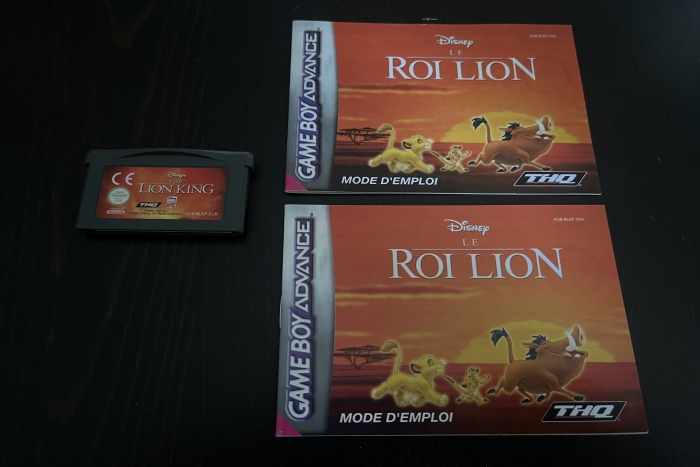 CE
Disney
THE
LION KING
THQ
Nintendo
GAME BOY ADVANCE
Disney
LE
ROI LION
MODE D'EMPLOI
THQ
GAME BOY ADVANCE
Disney
LE
ROI LION
MODE D'EMPLOI
THQ